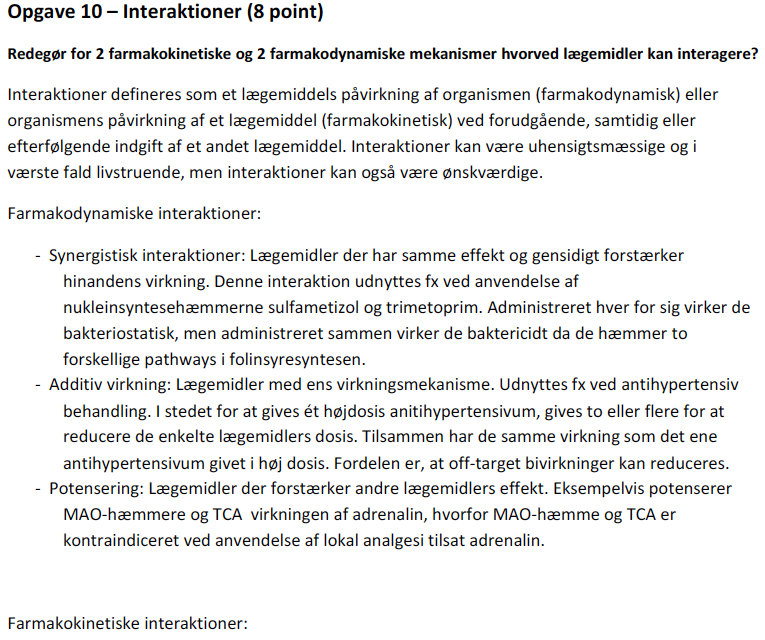 Opgave 10 – Interaktioner (8 point)
Redegør for 2 farmakokinetiske og 2 farmakodynamiske mekanismer hvorved lægemidler kan interagere?
Interaktioner defineres som et lægemiddels påvirkning af organismen (farmakodynamisk) eller
organismens påvirkning af et lægemiddel (farmakokinetisk) ved forudgående, samtidig eller
efterfølgende indgift af et andet lægemiddel. Interaktioner kan være uhensigtsmæssige og i
værste fald livstruende, men interaktioner kan også være ønskværdige.
Farmakodynamiske interaktioner:
- Synergistisk interaktioner: Lægemidler der har samme effekt og gensidigt forstærker
hinandens virkning. Denne interaktion udnyttes fx ved anvendelse af
nukleinsyntesehæmmerne sulfametizol og trimetoprim. Administreret hver for sig virker de
bakteriostatisk, men administreret sammen virker de baktericidt da de hæmmer to
forskellige pathways i folinsyresyntesen.
- Additiv virkning: Lægemidler med ens virkningsmekanisme. Udnyttes fx ved antihypertensiv
behandling. I stedet for at gives ét højdosis anitihypertensivum, gives to eller flere for at
reducere de enkelte lægemidlers dosis. Tilsammen har de samme virkning som det ene
antihypertensivum givet i høj dosis. Fordelen er, at off-target bivirkninger kan reduceres.
- Potensering: Lægemidler der forstærker andre lægemidlers effekt. Eksempelvis potenserer
MAO-hæmmere og TCA virkningen af adrenalin, hvorfor MAO-hæmme og TCA er
kontraindiceret ved anvendelse af lokal analgesi tilsat adrenalin.
Farmakokinetiske interaktioner: